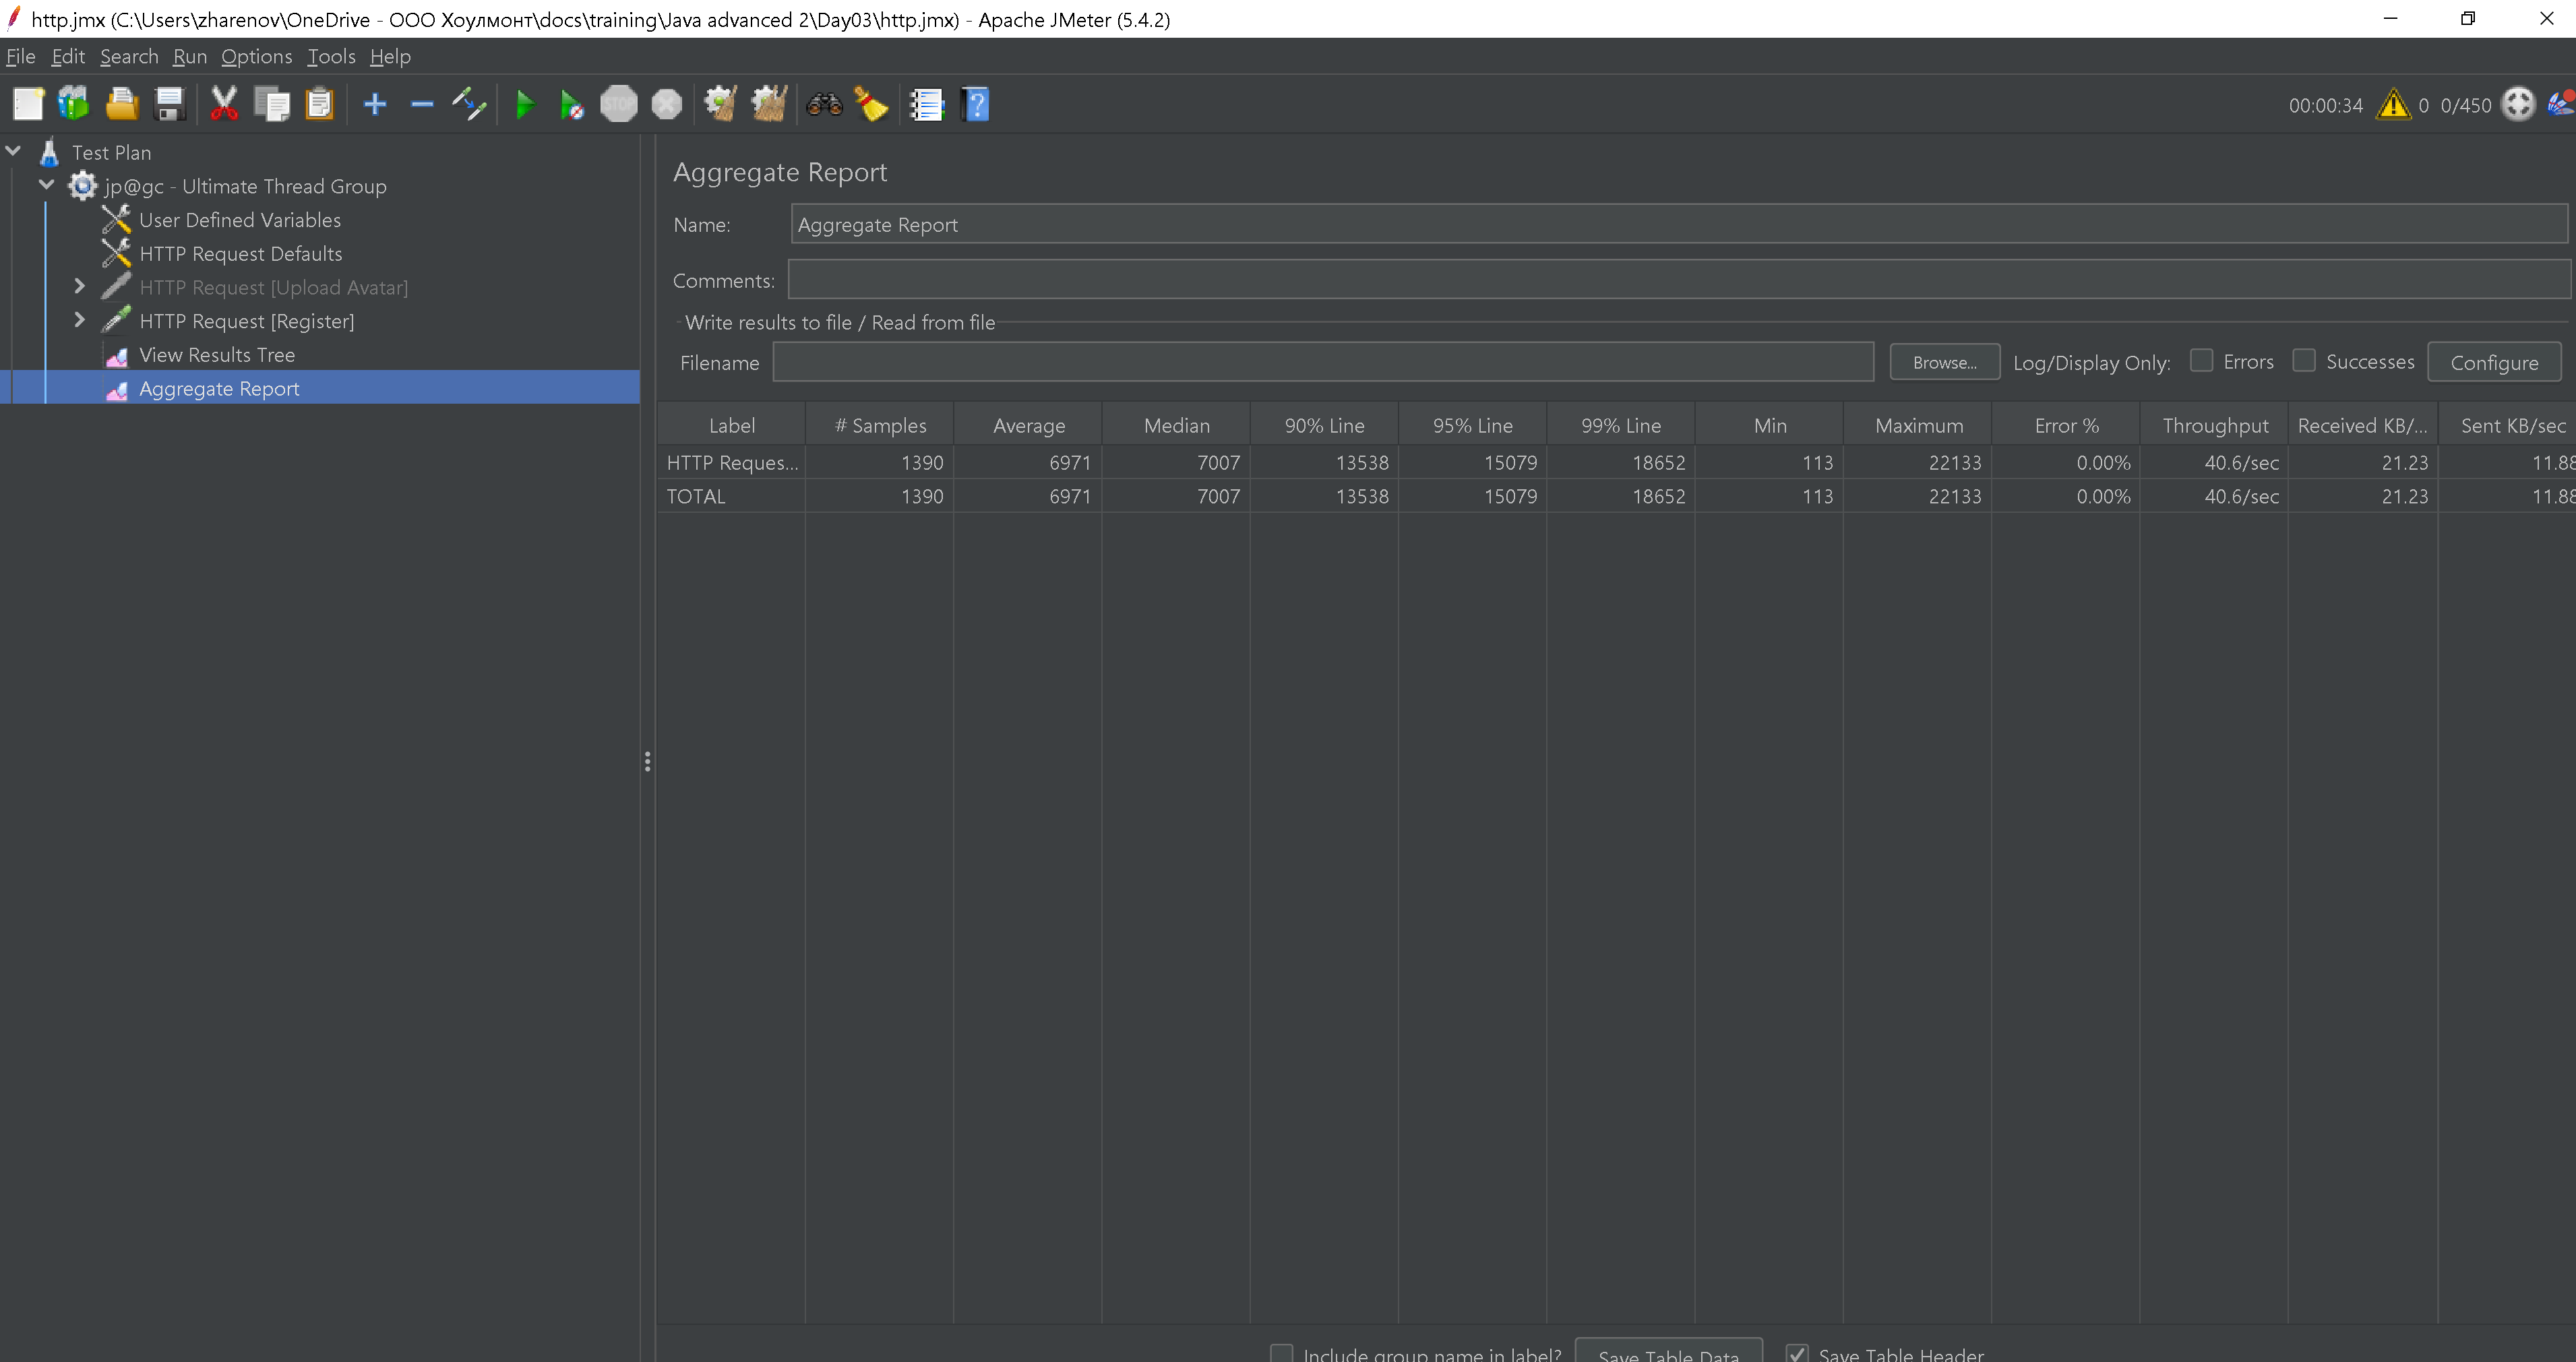 http.jmx (C:\Users\zharenov\OneDrive - ООО Хоулмонт\docs\training\Java advanced 2\Day03\http.jmx) - Apache JMeter (5.4.2)
File Edit Search Run Options Tools Help
STOP
00:00:34 0 0/450
Test Plan
jp@gc - Ultimate Thread Group
User Defined Variables
HTTP Request Defaults
HTTP Request [Upload Avatar]
HTTP Request [Register]
View Results Tree
Aggregate Report
Aggregate Report
Name: Aggregate Report
Comments:
Write results to file / Read from file
Filename Browse... Log/Display Only: Errors Successes Configure
Label # Samples Average Median 90% Line 95% Line 99% Line Min Maximum Error % Throughput Received KB/... Sent KB/sec
HTTP Reques... 1390 6971 7007 13538 15079 18652 113 22133 0.00% 40.6/sec 21.23 11.88
TOTAL 1390 6971 7007 13538 15079 18652 113 22133 0.00% 40.6/sec 21.23 11.88
Include group name in label? Save Table Data Save Table Header